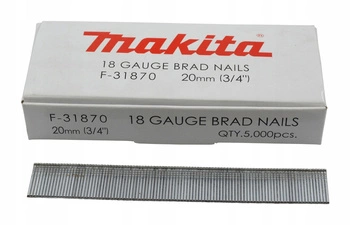 makita
18 GAUGE BRAD NAILS
F-31870 20mm (3/4")
F-31870 18 GAUGE BRAD NAILS
20mm (3/4") QTY.5,000pcs.